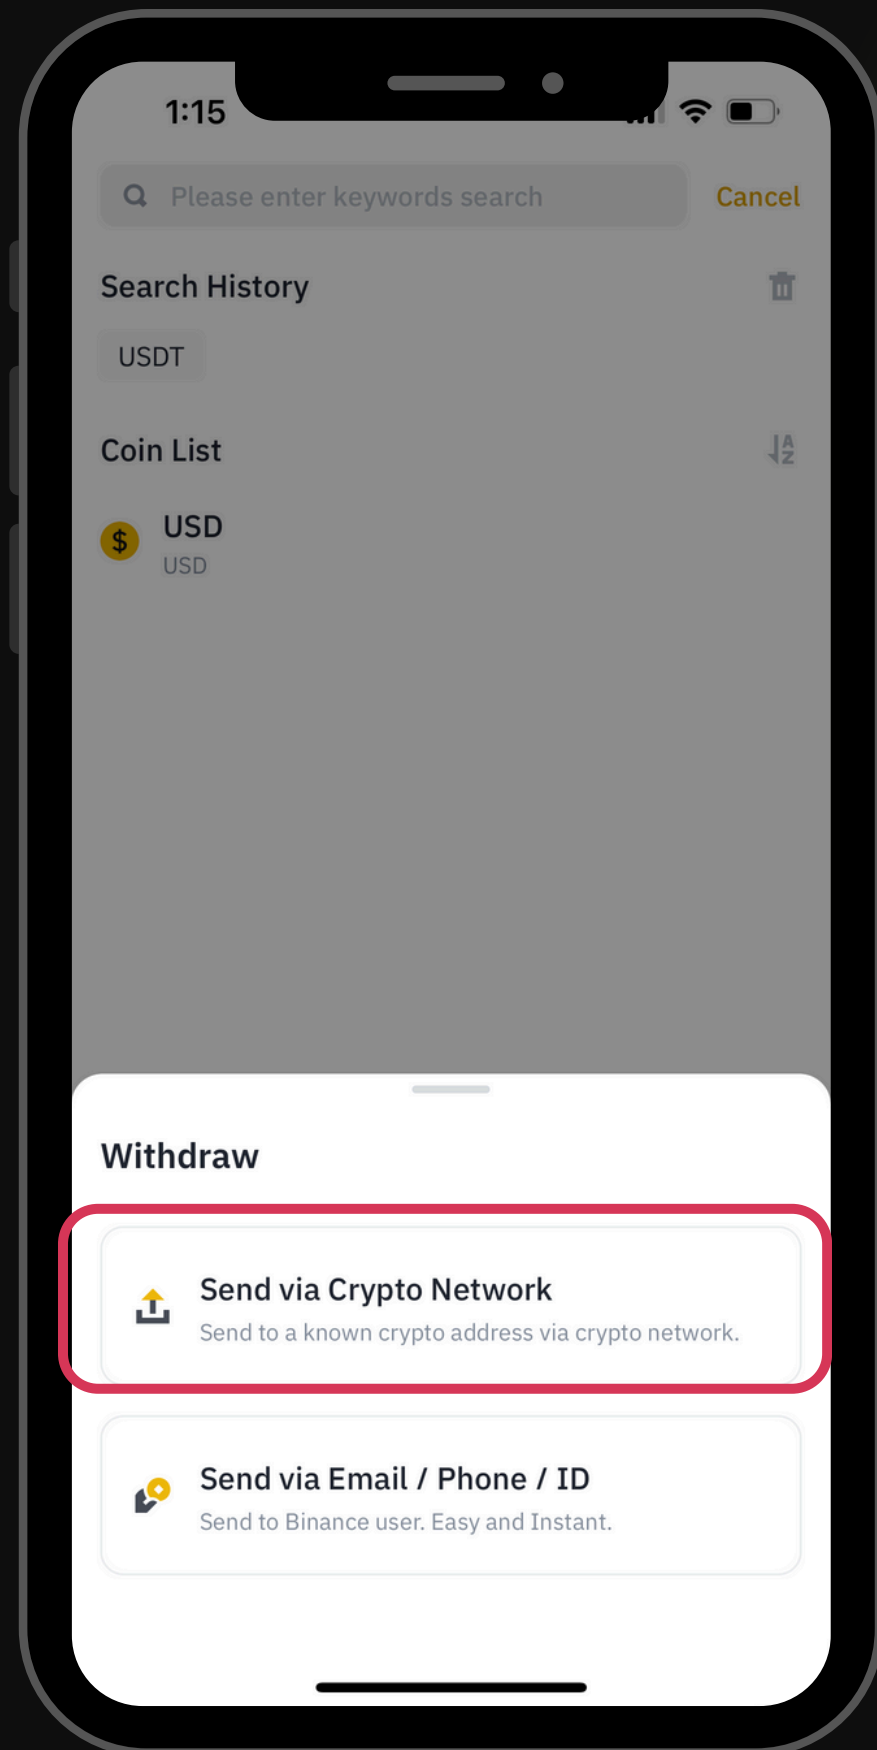 1:15
Please enter keywords search
Cancel
Search History
USDT
Coin List
USD
USD
Withdraw
Send via Crypto Network
Send to a known crypto address via crypto network.
Send via Email / Phone / ID
Send to Binance user. Easy and Instant.